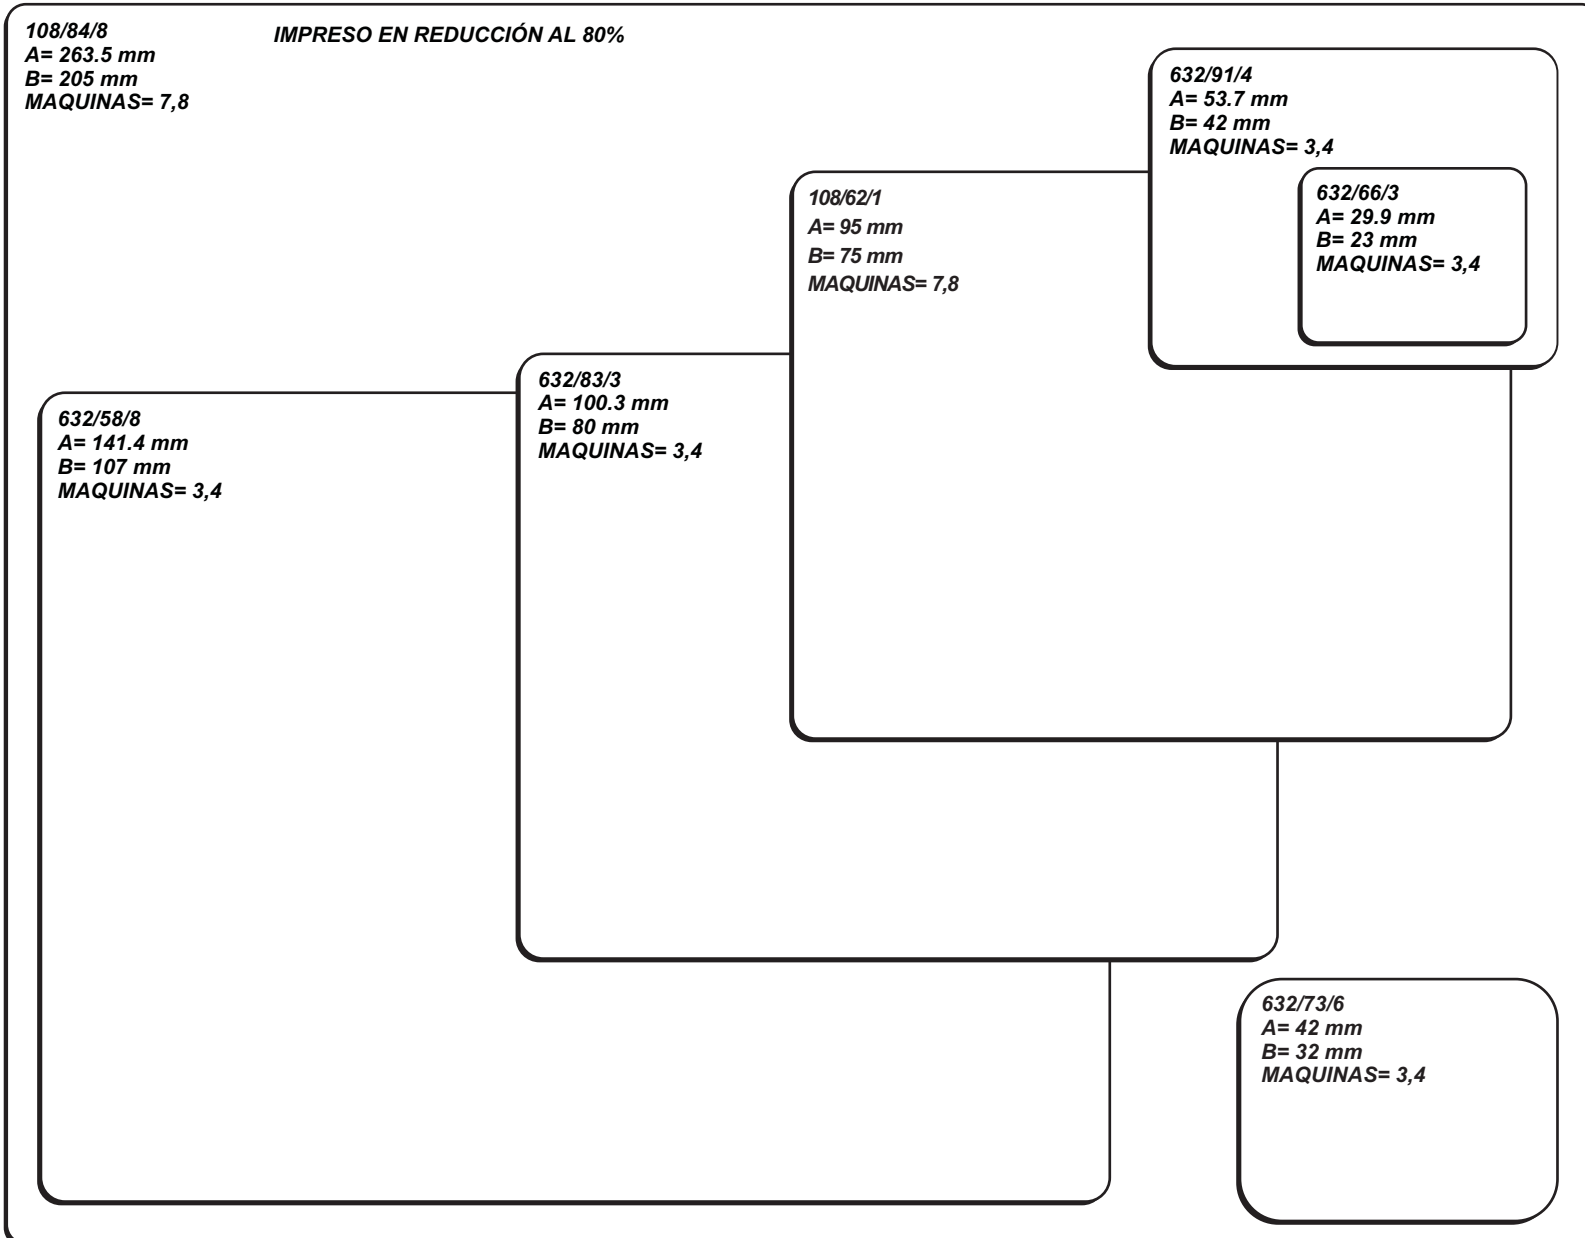 108/84/8
A= 263.5 mm
B= 205 mm
MAQUINAS= 7,8
IMPRESO EN REDUCCIÓN AL 80%
632/91/4
A= 53.7 mm
B= 42 mm
MAQUINAS= 3,4
632/66/3
A= 29.9 mm
B= 23 mm
MAQUINAS= 3,4
108/62/1
A= 95 mm
B= 75 mm
MAQUINAS= 7,8
632/83/3
A= 100.3 mm
B= 80 mm
MAQUINAS= 3,4
632/58/8
A= 141.4 mm
B= 107 mm
MAQUINAS= 3,4
632/73/6
A= 42 mm
B= 32 mm
MAQUINAS= 3,4